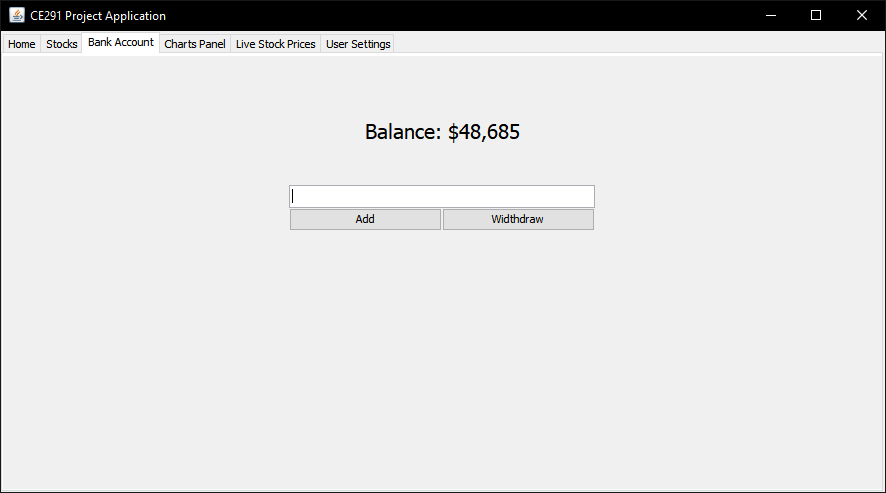 CE291 Project Application
Home Stocks Bank Account Charts Panel Live Stock Prices User Settings
Balance: $48,685
Add Widthdraw